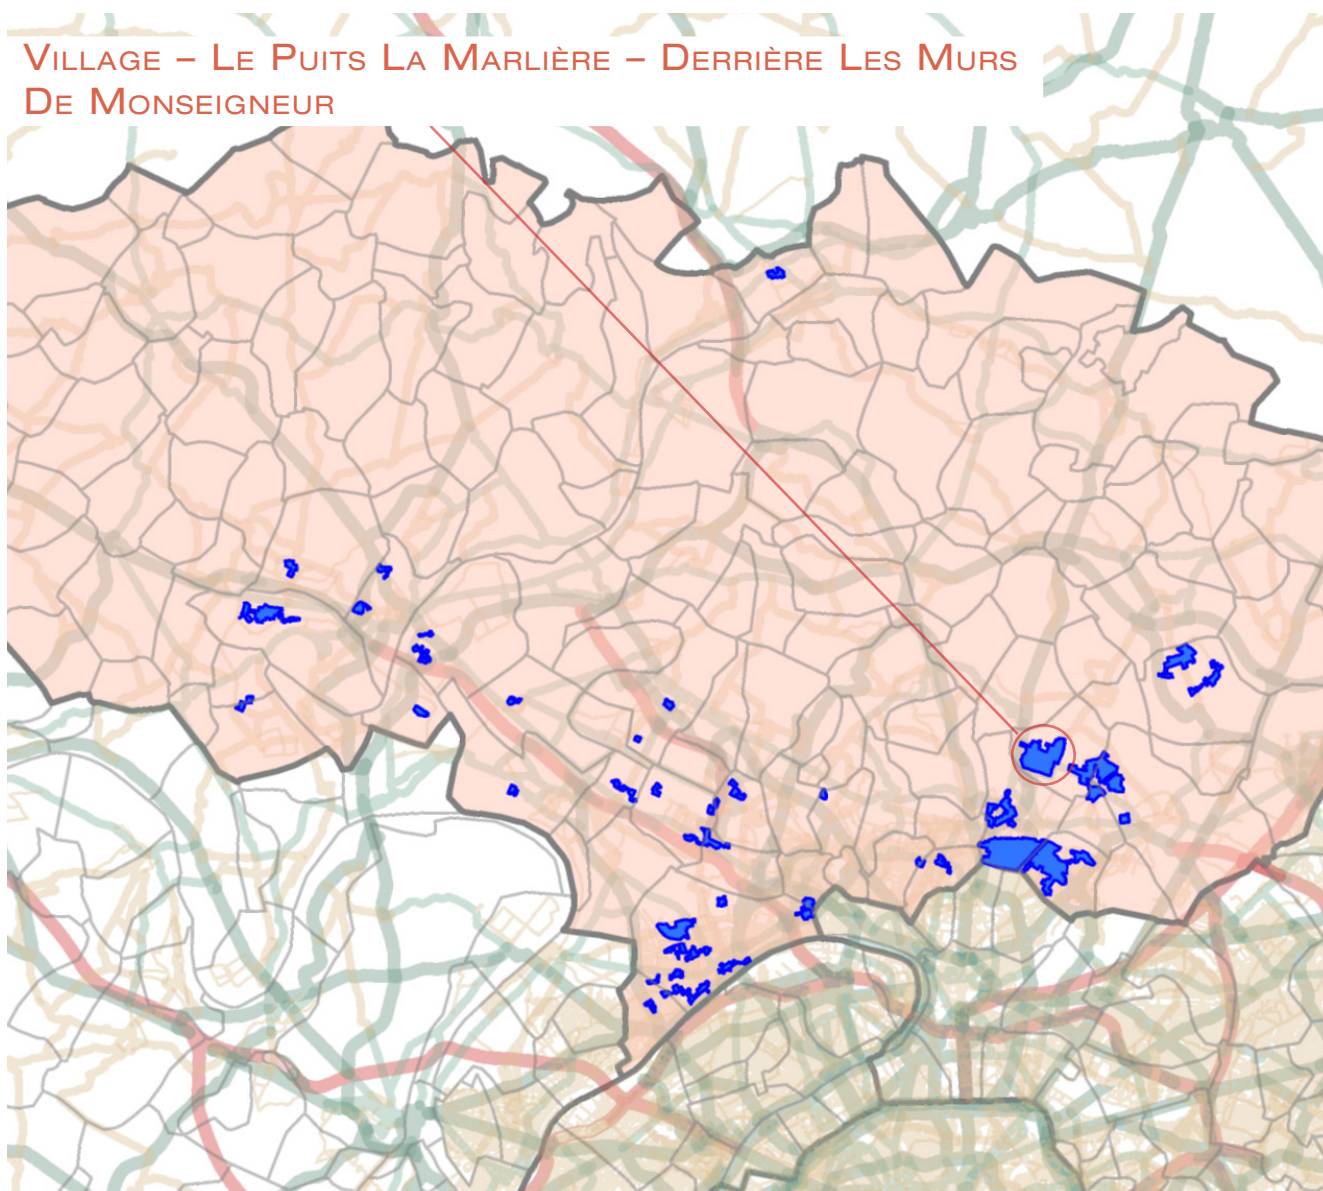 Village – Le Puits La Marlière – Derrière Les Murs
De Monseigneur